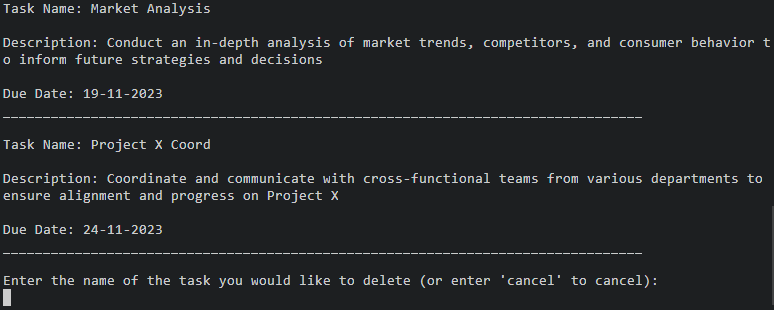 Task Name: Market Analysis
Description: Conduct an in-depth analysis of market trends, competitors, and consumer behavior t
o inform future strategies and decisions
Due Date: 19-11-2023
________________________________________________________________________________
Task Name: Project X Coord
Description: Coordinate and communicate with cross-functional teams from various departments to
ensure alignment and progress on Project X
Due Date: 24-11-2023
________________________________________________________________________________
Enter the name of the task you would like to delete (or enter 'cancel' to cancel):